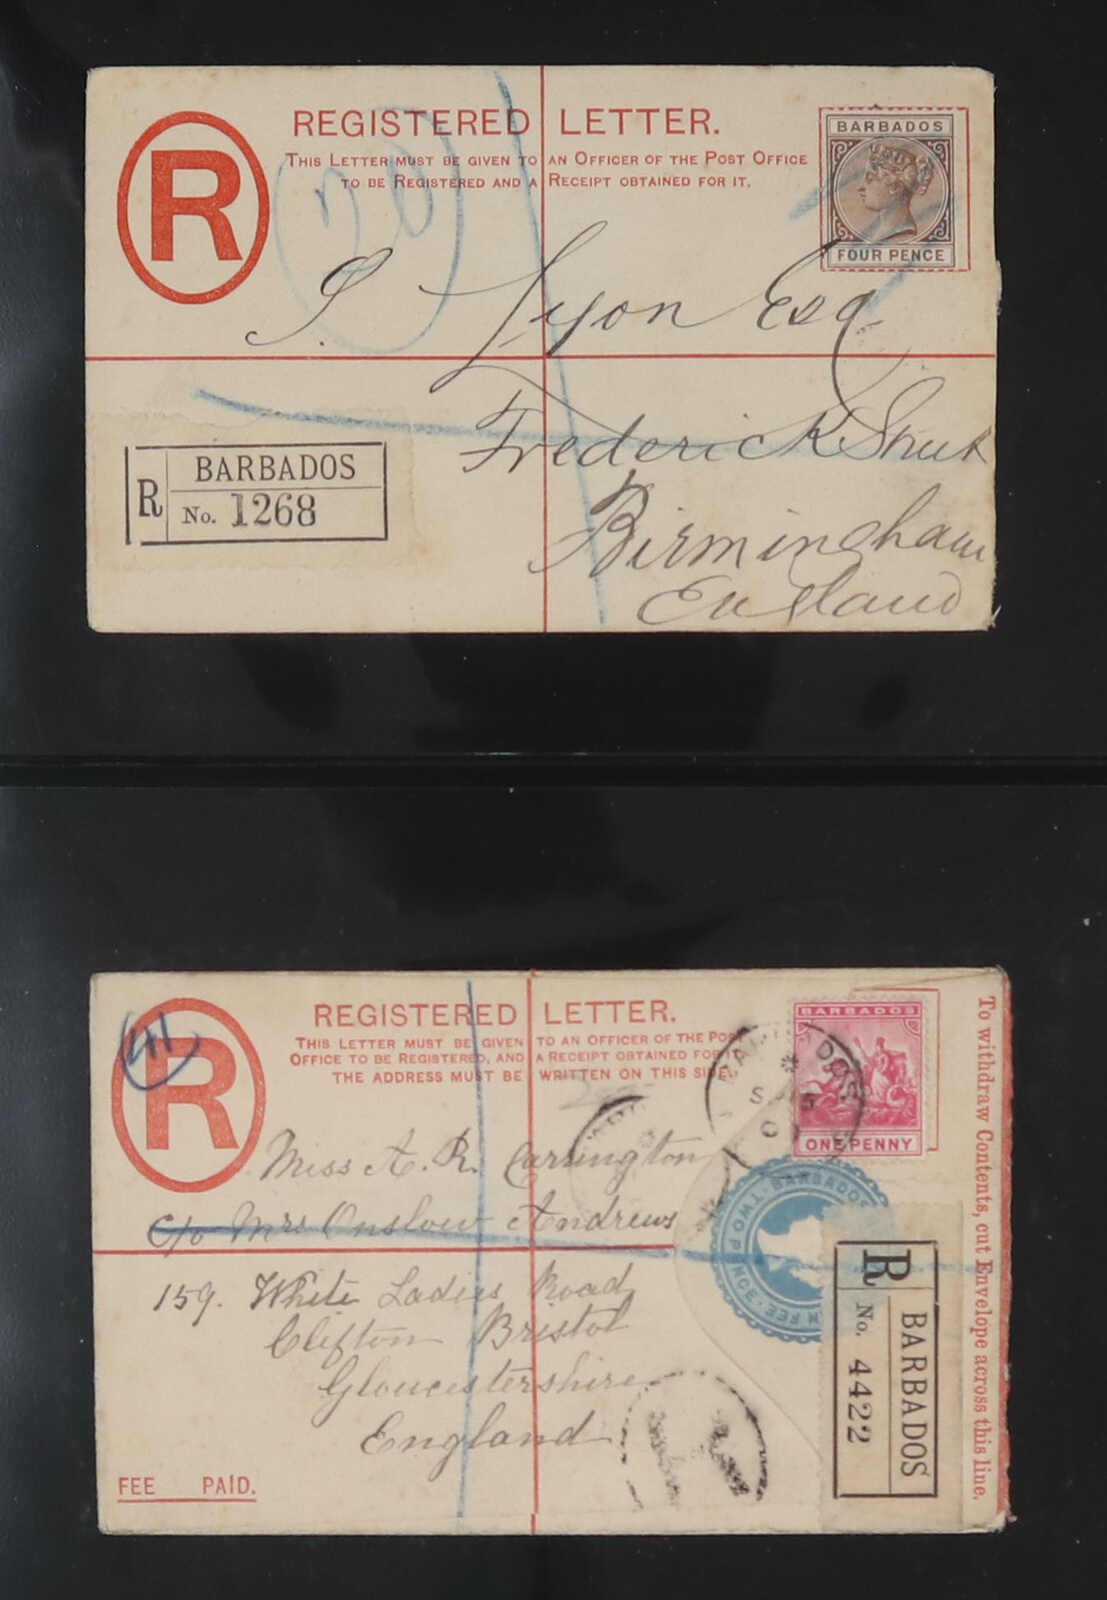 REGISTERED LETTER.
THIS LETTER MUST BE GIVEN TO AN OFFICER OF THE POST OFFICE
TO BE REGISTERED AND A RECEIPT OBTAINED FOR IT.
R
BARBADOS
FOUR PENCE
S. Lyon Esq
Frederick Street
Birmingham
England
R
BARBADOS
No. 1268
REGISTERED LETTER.
THIS LETTER MUST BE GIVEN TO AN OFFICER OF THE POST
OFFICE TO BE REGISTERED, AND A RECEIPT OBTAINED FOR IT
THE ADDRESS MUST BE WRITTEN ON THIS SIDE.
R
41
BARBADOS
ONE PENNY
BARBADOS
TWO PENCE
FEE
Miss A. R. Carrington
c/o Mrs Onslow Andrews
159. White Ladies Road
Clifton Bristol
Gloucestershire
England
R
BARBADOS
No. 4422
To withdraw Contents, cut Envelope across this line.
FEE PAID.